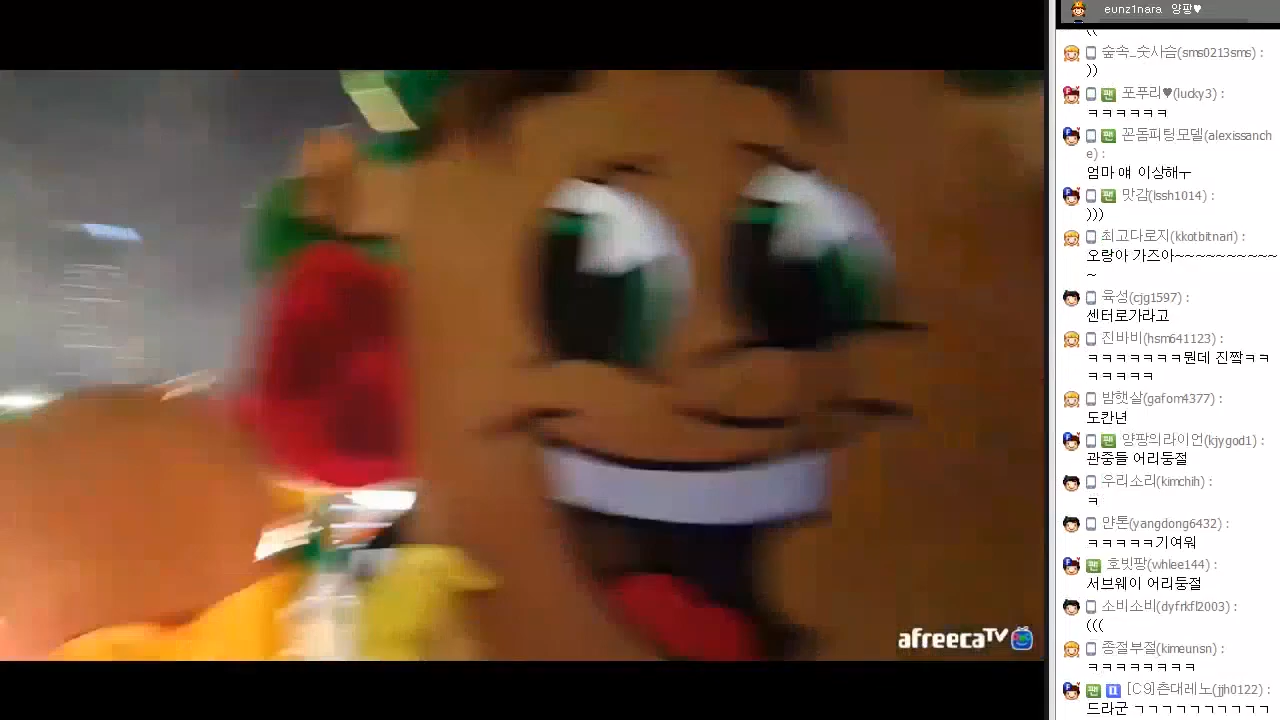 eunz1nara 양팡♥
((
숲속_숫사슴(sms0213sms) :
))
포푸리♥(lucky3) :
ㅋㅋㅋㅋㅋㅋ
꼰돔피팅모델(alexissanch
e) :
엄마 얘 이상해ㅜ
맛감(lssh1014) :
)))
최고다로지(kkotbitnari) :
오랑아 가즈아~~~~~~~~~~
~
육성(cjg1597) :
센터로가라고
진바비(hsm641123) :
ㅋㅋㅋㅋㅋㅋㅋ뭔데 진짴ㅋㅋ
ㅋㅋㅋㅋㅋ
밤햇살(gafom4377) :
도칸년
양팡의라이언(kjygod1) :
관중들 어리둥절
우리소리(kimchih) :
ㅋ
먄톤(yangdong6432) :
ㅋㅋㅋㅋㅋ기여워
호빗팡(whlee144) :
서브웨이 어리둥절
소비소비(dyfrkfl2003) :
(((
종절부절(kimeunsn) :
ㅋㅋㅋㅋㅋㅋㅋㅋ
[C9]츤대레노(jjh0122) :
드라군 ㄱㄱㄱㄱㄱㄱㄱㄱㄱㄱ
afreecaTV